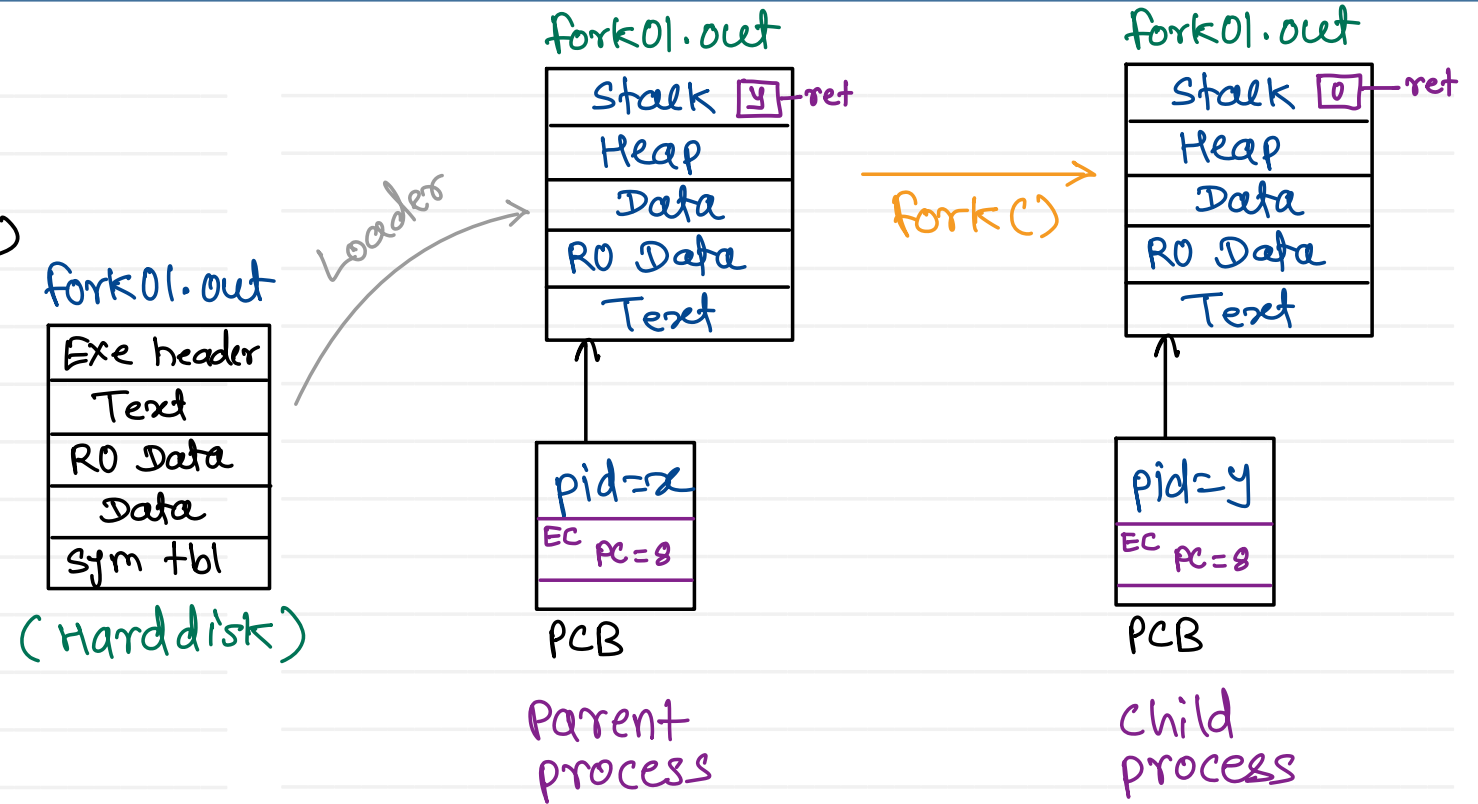 fork01.out
Exe header
Text
RO Data
Data
sym tbl
(Harddisk)
Loader
fork01.out
Stack y ret
Heap
Data
RO Data
Text
pid=x
EC PC=8
PCB
Parent
process
fork()
fork01.out
Stack 0 ret
Heap
Data
RO Data
Text
pid=y
EC PC=8
PCB
child
process